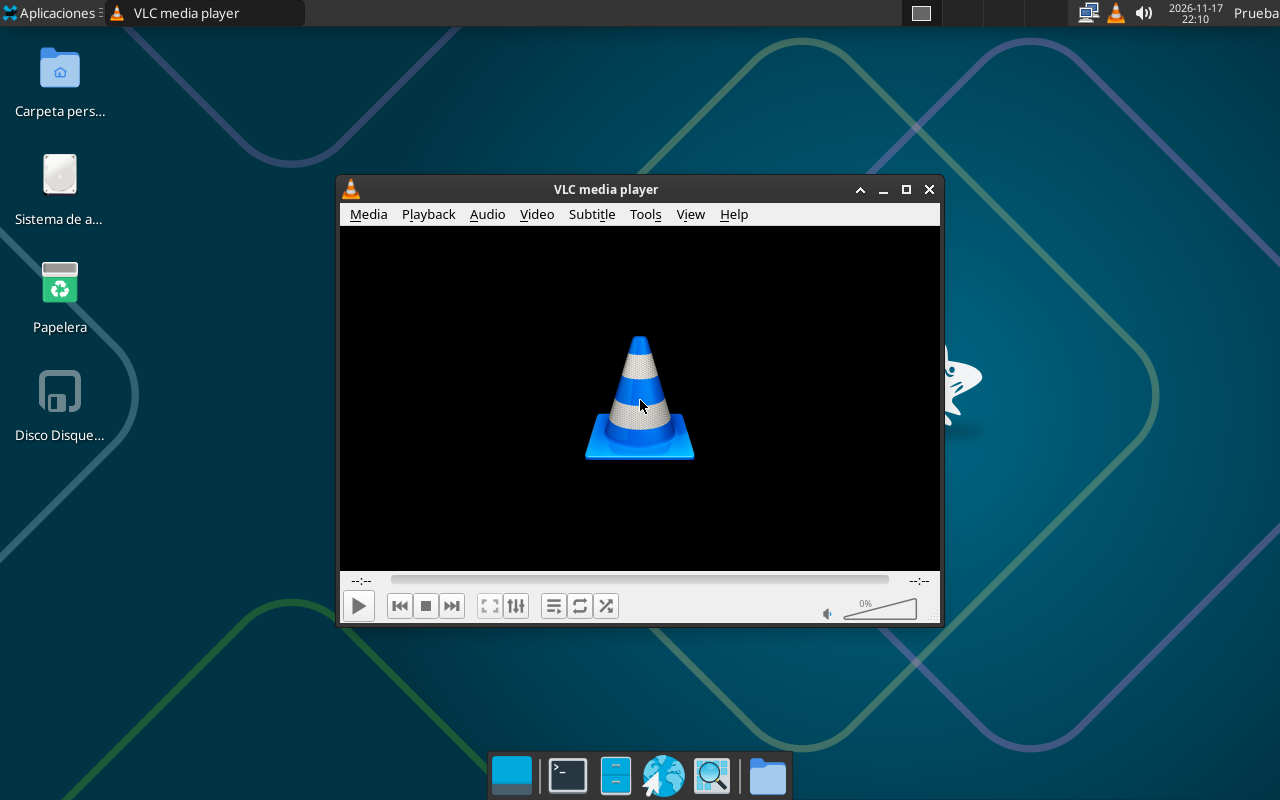 Aplicaciones
VLC media player
2026-11-17
22:10
Prueba
Carpeta pers...
Sistema de a...
Papelera
Disco Disque...
VLC media player
Media Playback Audio Video Subtitle Tools View Help
--:-- --:--
0%
>_